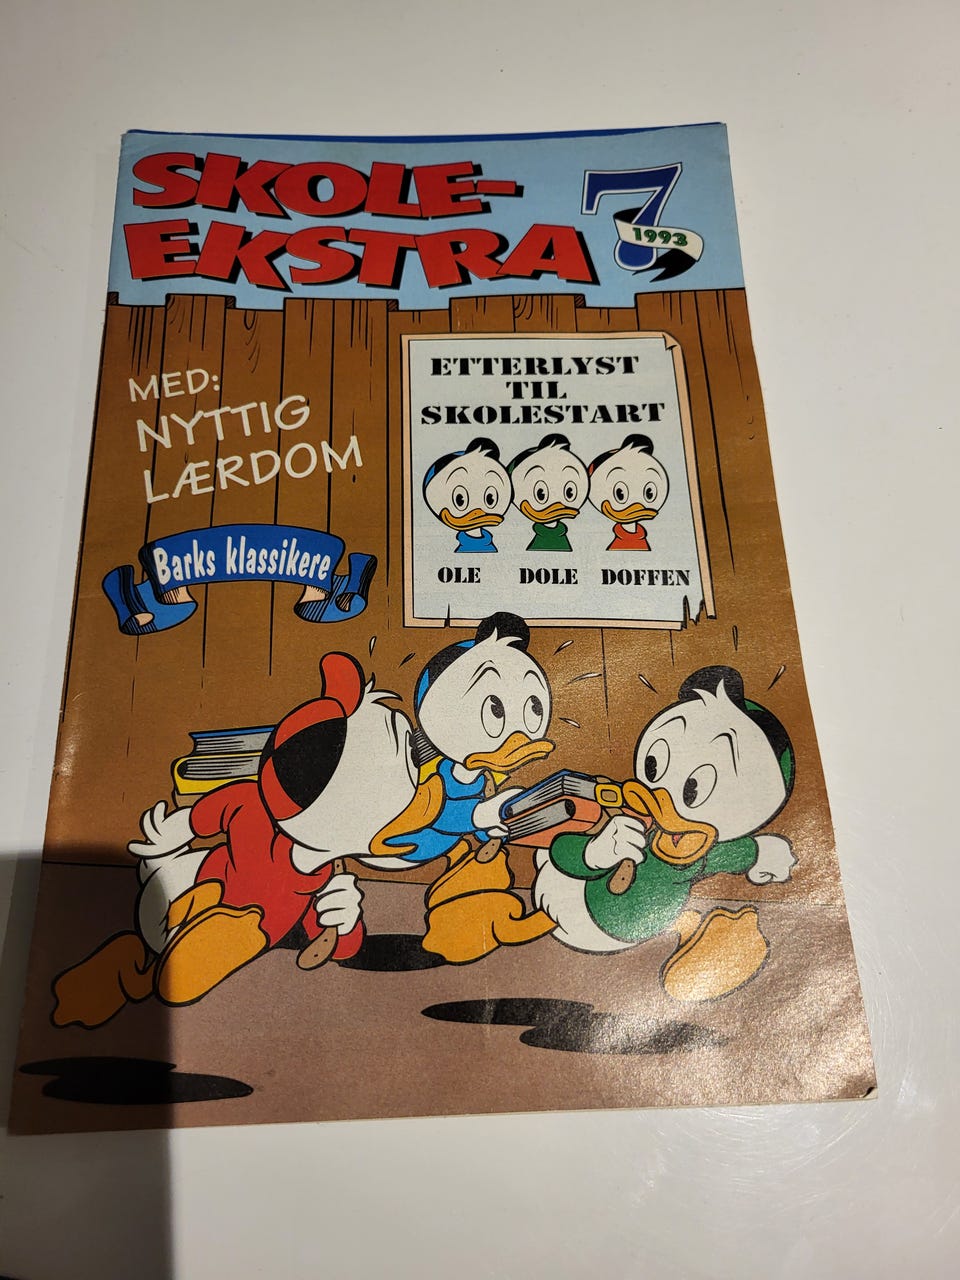 SKOLE-
EKSTRA
7
1993
MED:
NYTTIG
LÆRDOM
Barks klassikere
ETTERLYST
TIL
SKOLESTART
OLE DOLE DOFFEN